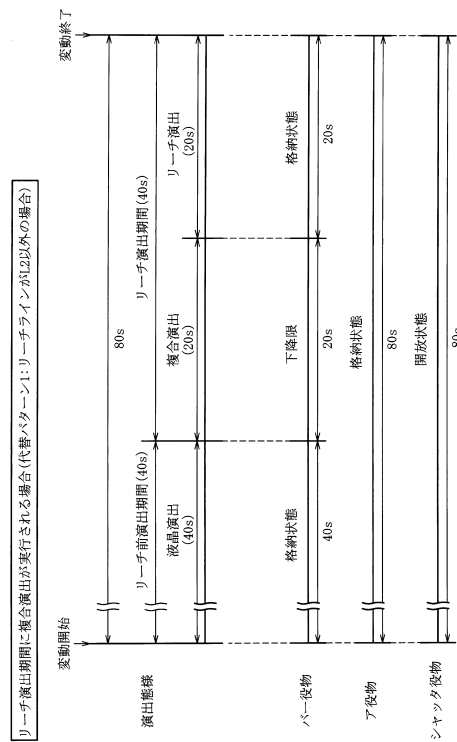 リーチ演出期間に複合演出が実行される場合(代替パターン1:リーチラインがL2以外の場合)
変動開始
変動終了
80s
リーチ前演出期間(40s)
リーチ演出期間(40s)
演出態様
液晶演出
(40s)
複合演出
(20s)
リーチ演出
(20s)
バー役物
格納状態
下降限
格納状態
40s
20s
20s
ア役物
格納状態
80s
シャッタ役物
開放状態
80s